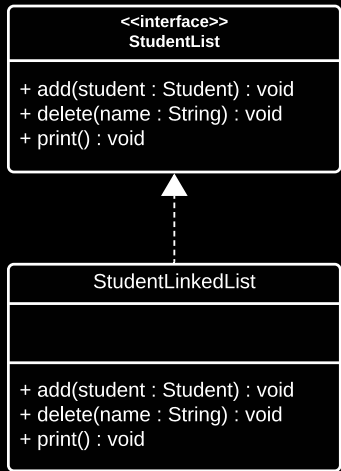 <<interface>>
StudentList
+ add(student : Student) : void
+ delete(name : String) : void
+ print() : void
StudentLinkedList
+ add(student : Student) : void
+ delete(name : String) : void
+ print() : void